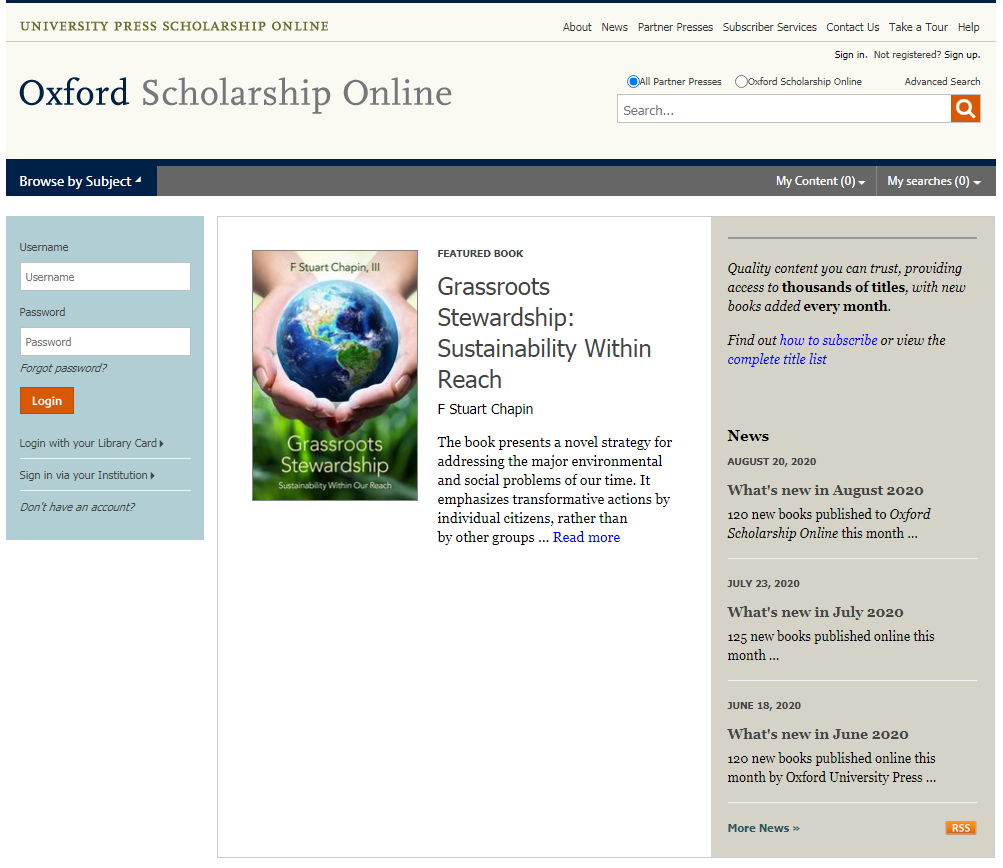 UNIVERSITY PRESS SCHOLARSHIP ONLINE
About News Partner Presses Subscriber Services Contact Us Take a Tour Help
Sign in. Not registered? Sign up.
Oxford Scholarship Online
All Partner Presses Oxford Scholarship Online Advanced Search
Search...
Browse by Subject
My Content (0) My searches (0)
Username
Username
Password
Password
Forgot password?
Login
Login with your Library Card
Sign in via your Institution
Don't have an account?
F Stuart Chapin, III
Grassroots
Stewardship
Sustainability Within Our Reach
FEATURED BOOK
Grassroots
Stewardship:
Sustainability Within
Reach
F Stuart Chapin
The book presents a novel strategy for
addressing the major environmental
and social problems of our time. It
emphasizes transformative actions by
individual citizens, rather than
by other groups ... Read more
Quality content you can trust, providing
access to thousands of titles, with new
books added every month.
Find out how to subscribe or view the
complete title list
News
AUGUST 20, 2020
What's new in August 2020
120 new books published to Oxford
Scholarship Online this month ...
JULY 23, 2020
What's new in July 2020
125 new books published online this
month ...
JUNE 18, 2020
What's new in June 2020
120 new books published online this
month by Oxford University Press ...
More News »
RSS